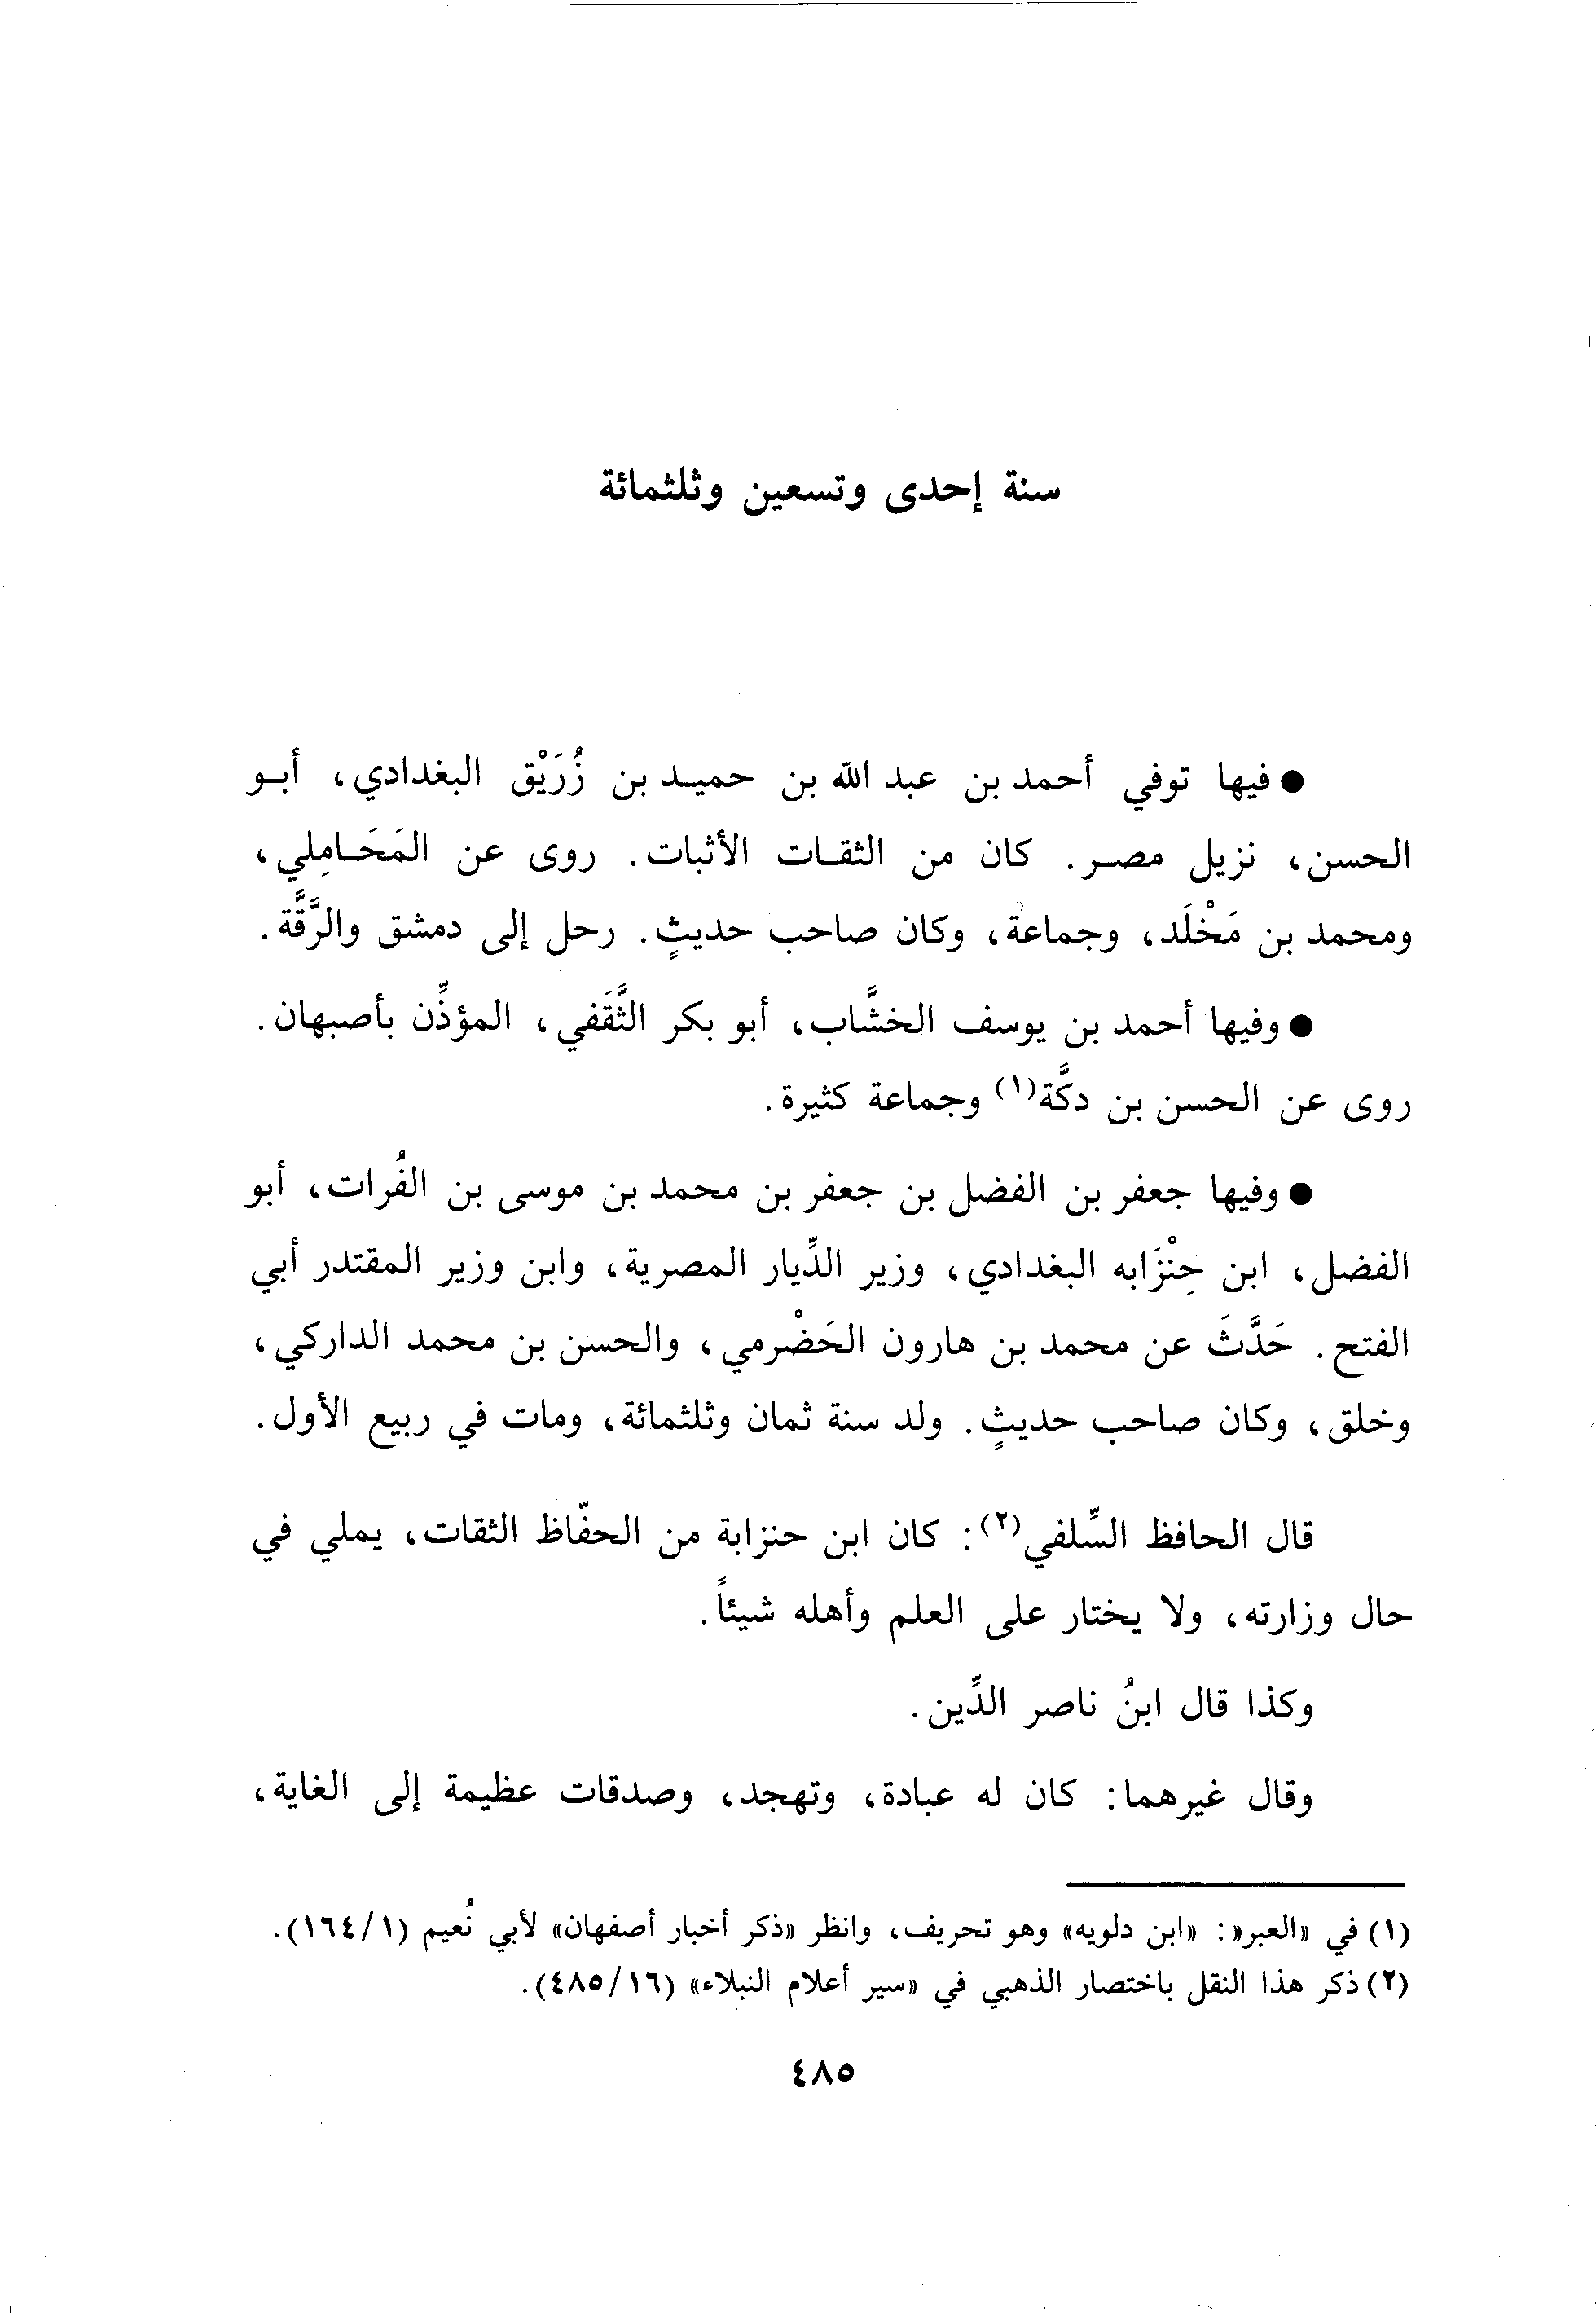 سنة إحدى وتسعين وثلثمائة
● فيها توفي أحمد بن عبد الله بن حميـد بن زُرَيْق البغدادي، أبـو
الحسن، نزيل مصـر. كان من الثقـات الأثبات. روى عن المَحَـامِلي،
ومحمد بن مَخْلَد، وجماعة، وكان صاحب حديثٍ. رحل إلى دمشق والرَّقَّة.
● وفيها أحمد بن يوسف الخشَّاب، أبو بكر الثَّقَفي، المؤذِّن بأصبهان.
روى عن الحسن بن دكَّة(١) وجماعة كثيرة.
● وفيها جعفر بن الفضل بن جعفر بن محمد بن موسى بن الفُرات، أبو
الفضل، ابن حِنْزَابه البغدادي، وزير الدِّيار المصرية، وابن وزير المقتدر أبي
الفتح. حَدَّثَ عن محمد بن هارون الحَضْرمي، والحسن بن محمد الداركي،
وخلق، وكان صاحب حديثٍ. ولد سنة ثمان وثلثمائة، ومات في ربيع الأول.
قال الحافظ السِّلفي(٢): كان ابن حنزابة من الحفّاظ الثقات، يملي في
حال وزارته، ولا يختار على العلم وأهله شيئاً.
وكذا قال ابنُ ناصر الدِّين.
وقال غيرهما: كان له عبادة، وتهجد، وصدقات عظيمة إلى الغاية،
(١) في «العبر»: «ابن دلويه» وهو تحريف، وانظر «ذكر أخبار أصفهان» لأبي نُعيم (١/١٦٤).
(٢) ذكر هذا النقل باختصار الذهبي في «سير أعلام النبلاء» (١٦/٤٨٥).
٤٨٥